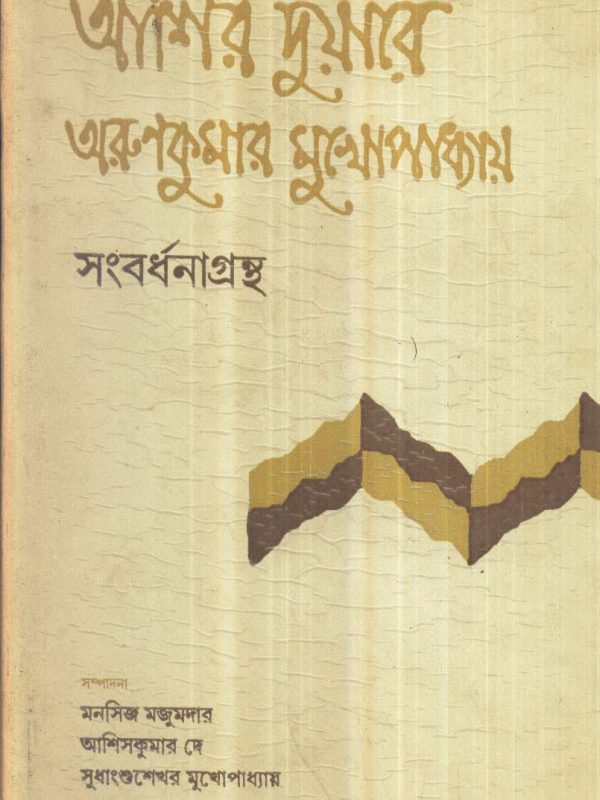 আশির দুয়ারে
অরুণকুমার মুখোপাধ্যায়
সংবর্ধনাগ্রন্থ
সম্পাদনা
মনসিজ মজুমদার
আশিসকুমার দে
সুধাংশুশেখর মুখোপাধ্যায়